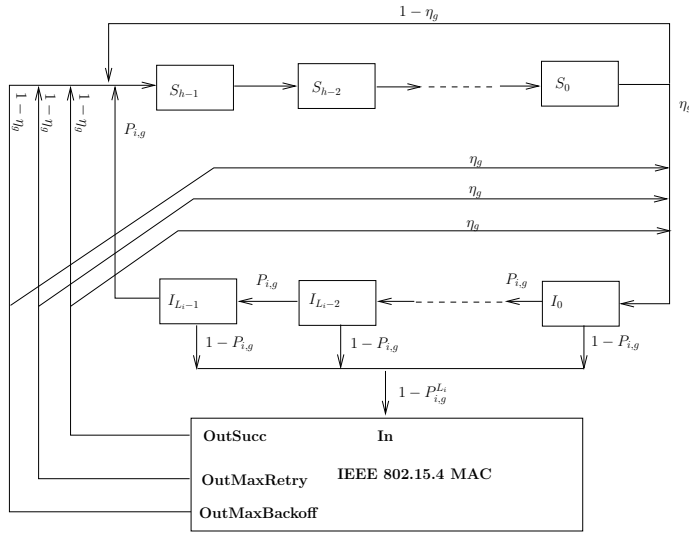 1 − η_g
S_{h−1}
S_{h−2}
S_0
η_g
1 − η_g
1 − η_g
1 − η_g
P_{i,g}
η_g
η_g
η_g
I_{L_i−1}
P_{i,g}
I_{L_i−2}
P_{i,g}
I_0
1 − P_{i,g}
1 − P_{i,g}
1 − P_{i,g}
1 − P_{i,g}^{L_i}
OutSucc
In
OutMaxRetry
IEEE 802.15.4 MAC
OutMaxBackoff